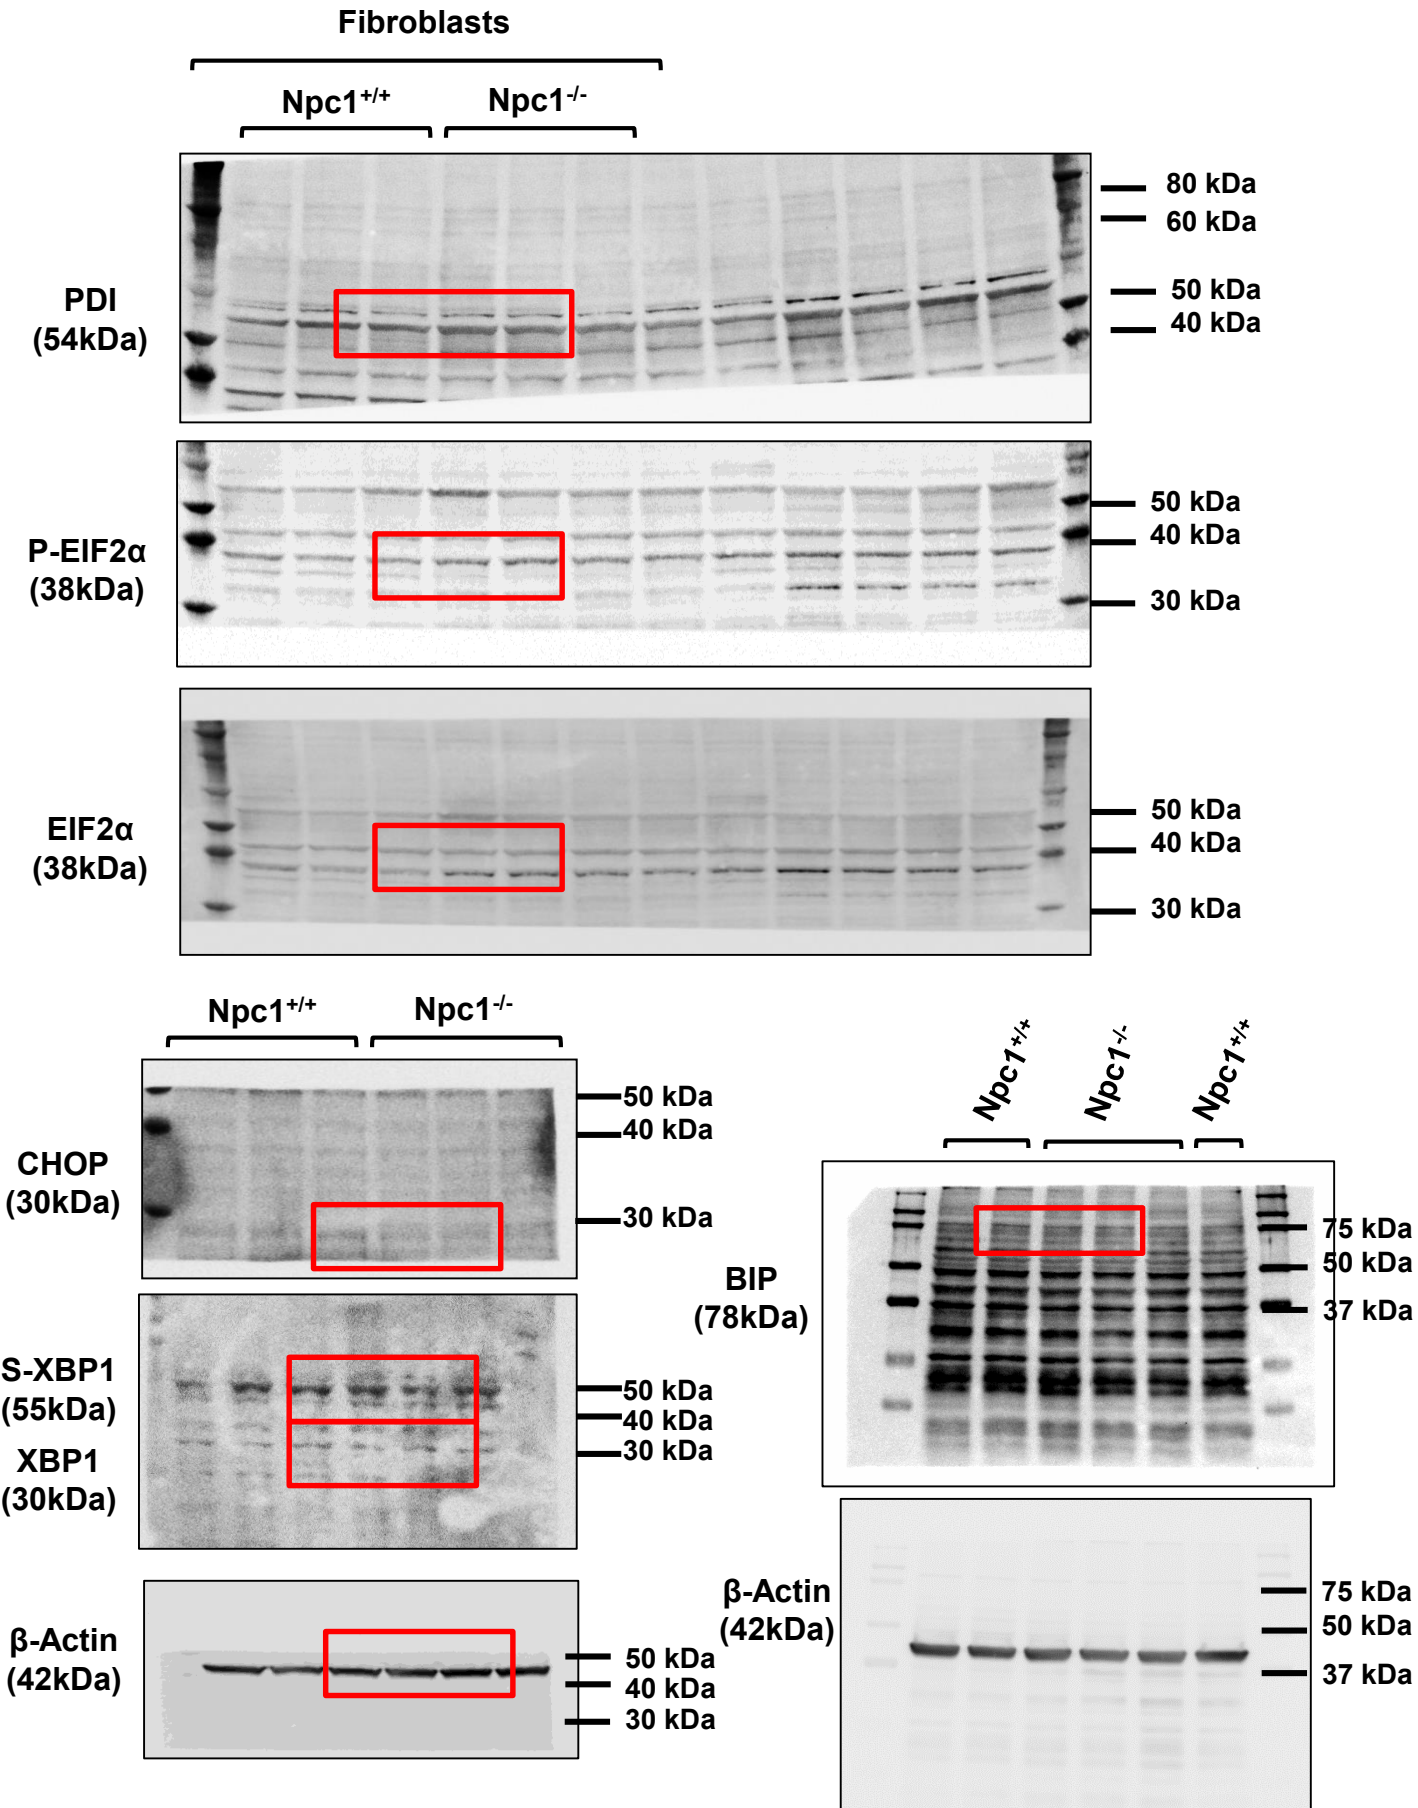 Fibroblasts
Npc1+/+ Npc1-/-
80 kDa
60 kDa
PDI
(54kDa)
50 kDa
40 kDa
P-EIF2α
(38kDa)
50 kDa
40 kDa
30 kDa
EIF2α
(38kDa)
50 kDa
40 kDa
30 kDa
Npc1+/+ Npc1-/-
CHOP
(30kDa)
50 kDa
40 kDa
30 kDa
S-XBP1
(55kDa)
XBP1
(30kDa)
50 kDa
40 kDa
30 kDa
β-Actin
(42kDa)
50 kDa
40 kDa
30 kDa
Npc1+/+ Npc1-/- Npc1+/+
BIP
(78kDa)
75 kDa
50 kDa
37 kDa
β-Actin
(42kDa)
75 kDa
50 kDa
37 kDa